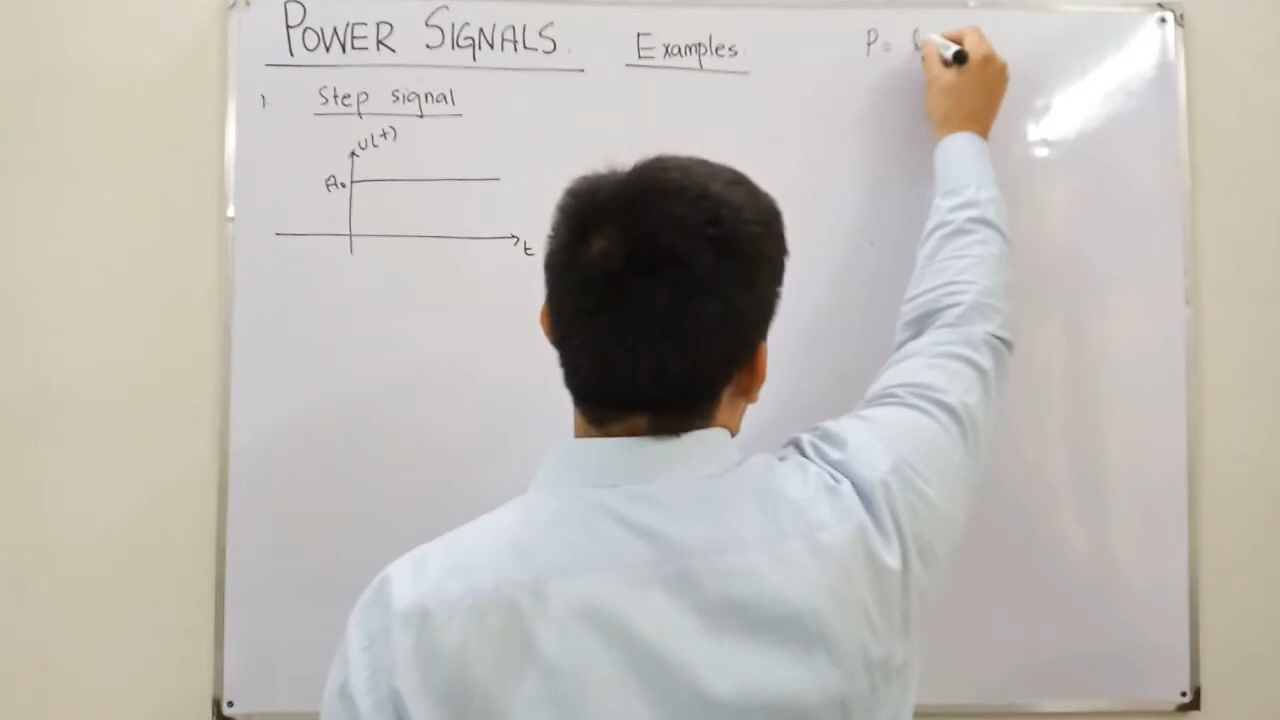 POWER SIGNALS. Examples
P =
1. Step signal
u(t)
A₀
t